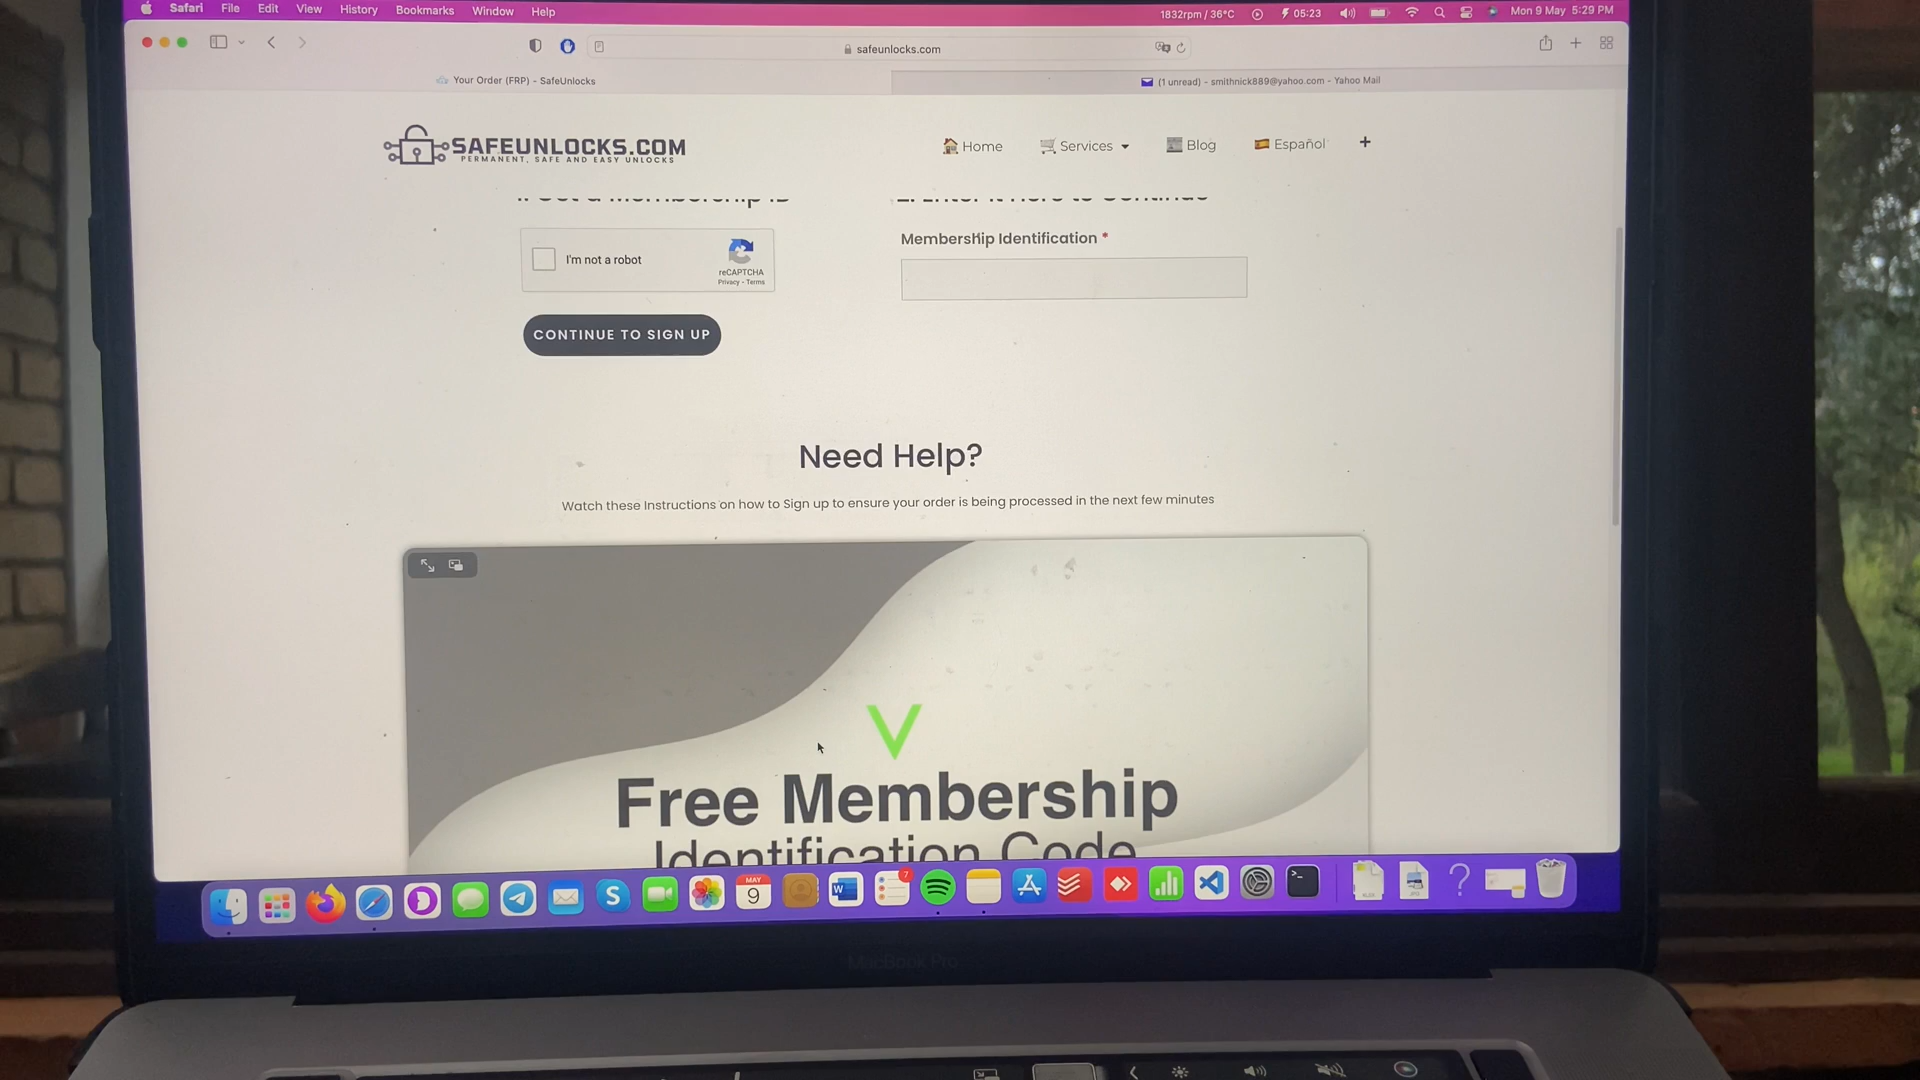 Safari File Edit View History Bookmarks Window Help 1832rpm / 36°C 05:23 Mon 9 May 5:29 PM
safeunlocks.com
Your Order (FRP) - SafeUnlocks (1 unread) - smithnick889@yahoo.com - Yahoo Mail
SAFEUNLOCKS.COM
PERMANENT, SAFE AND EASY UNLOCKS
Home Services Blog Español +
I'm not a robot
reCAPTCHA
Privacy - Terms
Membership Identification *
CONTINUE TO SIGN UP
Need Help?
Watch these Instructions on how to Sign up to ensure your order is being processed in the next few minutes
V
Free Membership
Identification Code
MAY
9
7
MacBook Pro